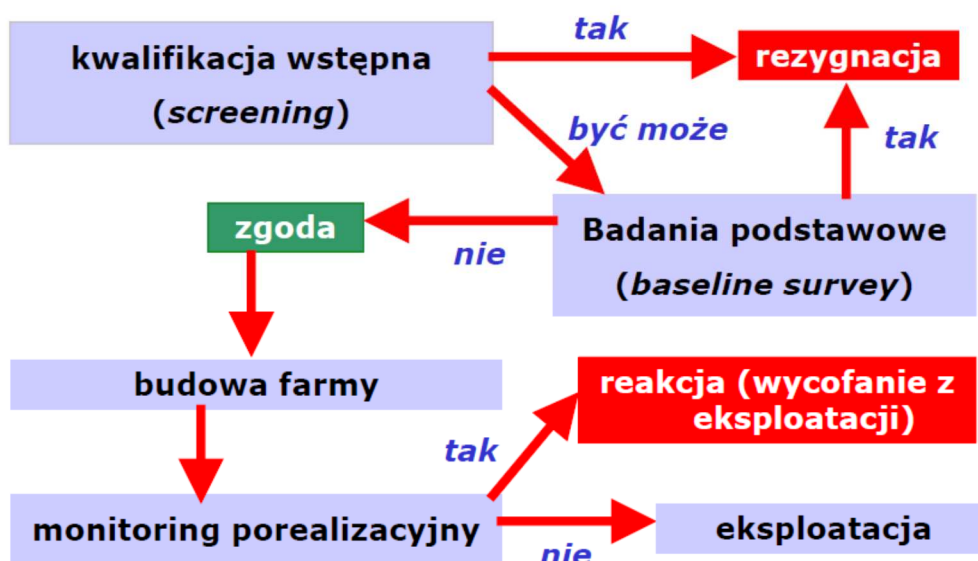 kwalifikacja wstępna
(screening)
tak
rezygnacja
być może
tak
zgoda
nie
Badania podstawowe
(baseline survey)
budowa farmy
reakcja (wycofanie z
eksploatacji)
tak
monitoring porealizacyjny
nie
eksploatacja